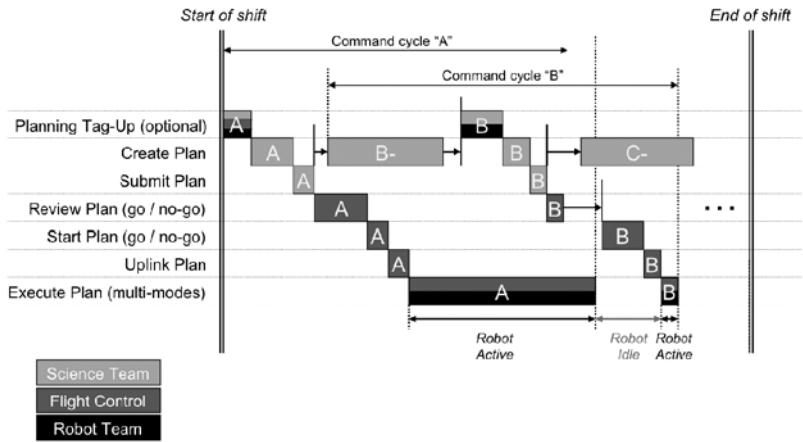 Start of shift
End of shift
Command cycle "A"
Command cycle "B"
Planning Tag-Up (optional)
A
B
Create Plan
A
B-
B
C-
Submit Plan
A
B
Review Plan (go / no-go)
A
B
...
Start Plan (go / no-go)
A
B
Uplink Plan
A
B
Execute Plan (multi-modes)
A
B
Robot
Active
Robot
Idle
Robot
Active
Science Team
Flight Control
Robot Team